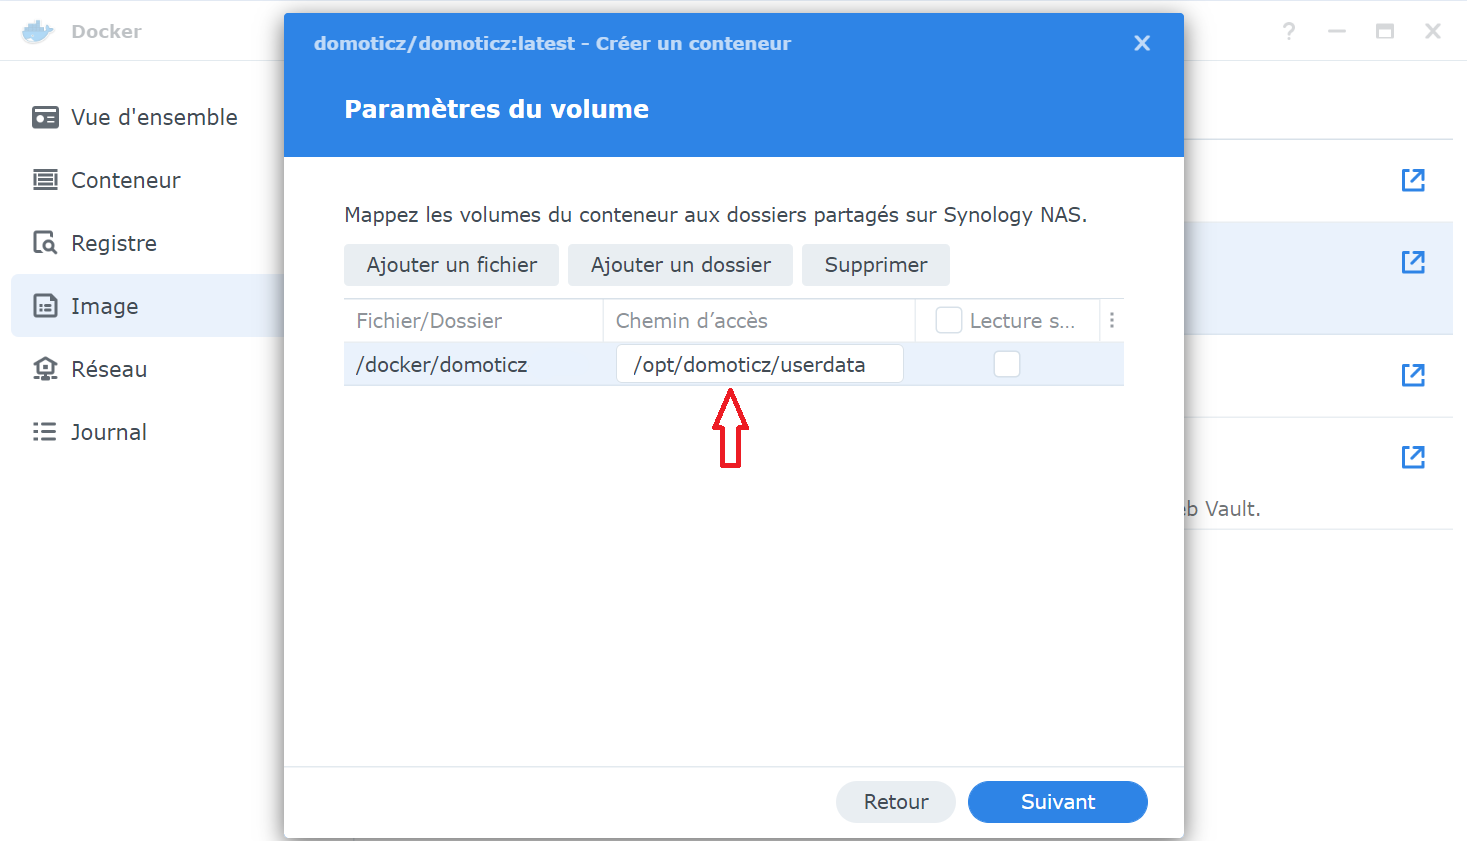 Docker
domoticz/domoticz:latest - Créer un conteneur
?
Paramètres du volume
Vue d'ensemble
Conteneur
Registre
Image
Réseau
Journal
Mappez les volumes du conteneur aux dossiers partagés sur Synology NAS.
Ajouter un fichier
Ajouter un dossier
Supprimer
Fichier/Dossier
Chemin d’accès
Lecture s...
/docker/domoticz
/opt/domoticz/userdata
Vault.
Retour
Suivant